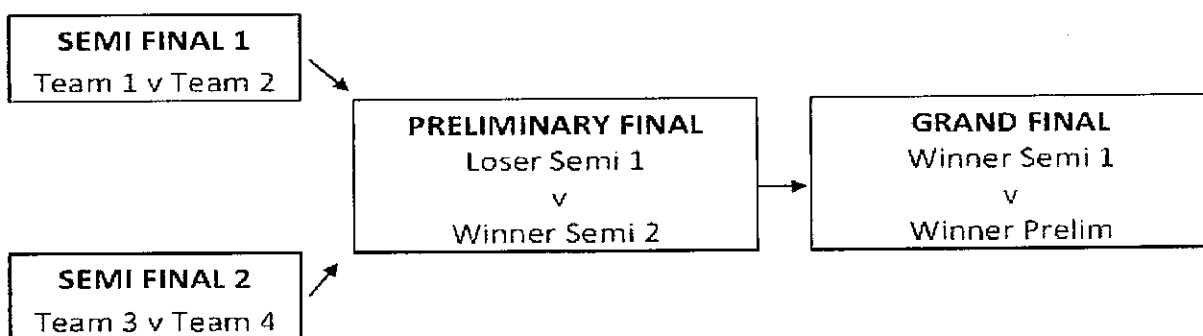 SEMI FINAL 1
Team 1 v Team 2
PRELIMINARY FINAL
Loser Semi 1
v
Winner Semi 2
GRAND FINAL
Winner Semi 1
v
Winner Prelim
SEMI FINAL 2
Team 3 v Team 4